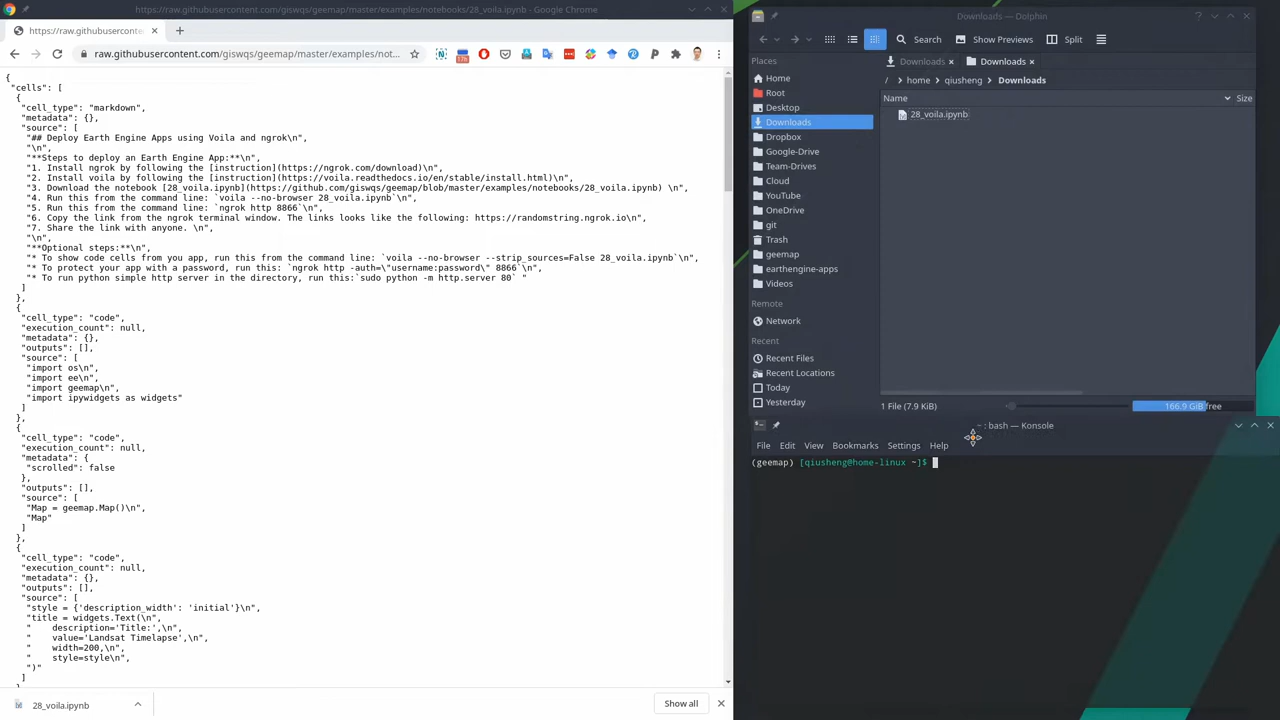 https://raw.githubusercontent.com/giswqs/geemap/master/examples/notebooks/28_voila.ipynb - Google Chrome
https://raw.githubuserconte
raw.githubusercontent.com/giswqs/geemap/master/examples/not...
{
"cells": [
{
"cell_type": "markdown",
"metadata": {},
"source": [
"## Deploy Earth Engine Apps using Voila and ngrok\n",
"\n",
"**Steps to deploy an Earth Engine App:**\n",
"1. Install ngrok by following the [instruction](https://ngrok.com/download)\n",
"2. Install voila by following the [instruction](https://voila.readthedocs.io/en/stable/install.html)\n",
"3. Download the notebook [28_voila.ipynb](https://github.com/giswqs/geemap/blob/master/examples/notebooks/28_voila.ipynb) \n",
"4. Run this from the command line: `voila --no-browser 28_voila.ipynb`\n",
"5. Run this from the command line: `ngrok http 8866`\n",
"6. Copy the link from the ngrok terminal window. The links looks like the following: https://randomstring.ngrok.io\n",
"7. Share the link with anyone. \n",
"\n",
"**Optional steps:**\n",
"* To show code cells from you app, run this from the command line: `voila --no-browser --strip_sources=False 28_voila.ipynb`\n",
"* To protect your app with a password, run this: `ngrok http -auth=\"username:password\" 8866`\n",
"* To run python simple http server in the directory, run this:`sudo python -m http.server 80` "
]
},
{
"cell_type": "code",
"execution_count": null,
"metadata": {},
"outputs": [],
"source": [
"import os\n",
"import ee\n",
"import geemap\n",
"import ipywidgets as widgets"
]
},
{
"cell_type": "code",
"execution_count": null,
"metadata": {
"scrolled": false
},
"outputs": [],
"source": [
"Map = geemap.Map()\n",
"Map"
]
},
{
"cell_type": "code",
"execution_count": null,
"metadata": {},
"outputs": [],
"source": [
"style = {'description_width': 'initial'}\n",
"title = widgets.Text(\n",
"    description='Title:',\n",
"    value='Landsat Timelapse',\n",
"    width=200,\n",
"    style=style\n",
")"
]
28_voila.ipynb
Show all
Downloads — Dolphin
Search
Show Previews
Split
Places
Home
Root
Desktop
Downloads
Dropbox
Google-Drive
Team-Drives
Cloud
YouTube
OneDrive
git
Trash
geemap
earthengine-apps
Videos
Remote
Network
Recent
Recent Files
Recent Locations
Today
Yesterday
Downloads
Downloads
/ home qiusheng Downloads
Name Size
28_voila.ipynb
1 File (7.9 KiB)
166.9 GiB free
~ : bash — Konsole
File Edit View Bookmarks Settings Help
(geemap) [qiusheng@home-linux ~]$